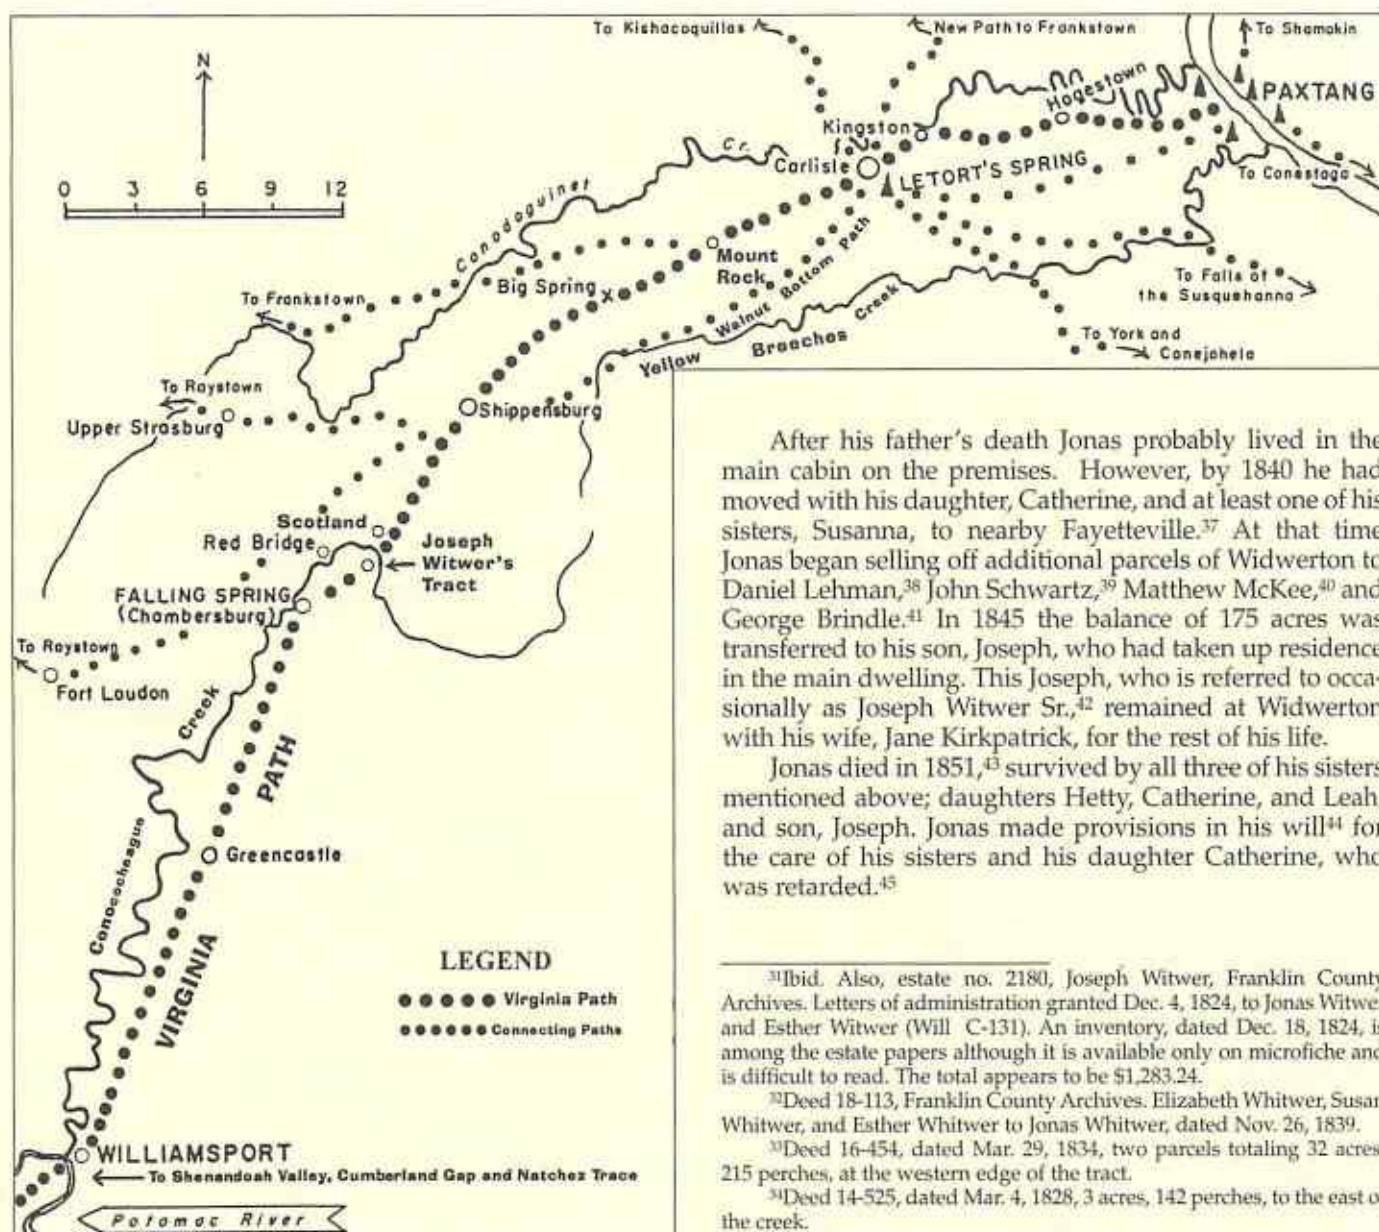 To Kishacoquillas
New Path to Frankstown
To Shamokin
N
PAXTANG
Hogestown
Kingston
Cr.
Carlisle
LETORT'S SPRING
To Conestoga
0 3 6 9 12
Conodoguinet
Mount
Rock
Big Spring
X
Walnut Bottom Path
To Falls of
the Susquehanna
To Frankstown
Yellow Breeches Creek
To York and
Conejohela
To Raystown
Upper Strasburg
Shippensburg
Scotland
Red Bridge
Joseph
Witwer's
Tract
FALLING SPRING
(Chambersburg)
To Raystown
Fort Loudon
Creek
PATH
Greencastle
Conococheague
VIRGINIA
LEGEND
Virginia Path
Connecting Paths
WILLIAMSPORT
To Shenandoah Valley, Cumberland Gap and Natchez Trace
Potomac River
After his father's death Jonas probably lived in the
main cabin on the premises. However, by 1840 he had
moved with his daughter, Catherine, and at least one of his
sisters, Susanna, to nearby Fayetteville.³⁷ At that time
Jonas began selling off additional parcels of Widwerton to
Daniel Lehman,³⁸ John Schwartz,³⁹ Matthew McKee,⁴⁰ and
George Brindle.⁴¹ In 1845 the balance of 175 acres was
transferred to his son, Joseph, who had taken up residence
in the main dwelling. This Joseph, who is referred to occa-
sionally as Joseph Witwer Sr.,⁴² remained at Widwerton
with his wife, Jane Kirkpatrick, for the rest of his life.
Jonas died in 1851,⁴³ survived by all three of his sisters
mentioned above; daughters Hetty, Catherine, and Leah
and son, Joseph. Jonas made provisions in his will⁴⁴ for
the care of his sisters and his daughter Catherine, who
was retarded.⁴⁵
³¹Ibid. Also, estate no. 2180, Joseph Witwer, Franklin County
Archives. Letters of administration granted Dec. 4, 1824, to Jonas Witwe
and Esther Witwer (Will C-131). An inventory, dated Dec. 18, 1824, is
among the estate papers although it is available only on microfiche and
is difficult to read. The total appears to be $1,283.24.
³²Deed 18-113, Franklin County Archives. Elizabeth Whitwer, Susan
Whitwer, and Esther Whitwer to Jonas Whitwer, dated Nov. 26, 1839.
³³Deed 16-454, dated Mar. 29, 1834, two parcels totaling 32 acres
215 perches, at the western edge of the tract.
³⁴Deed 14-525, dated Mar. 4, 1828, 3 acres, 142 perches, to the east o
the creek.